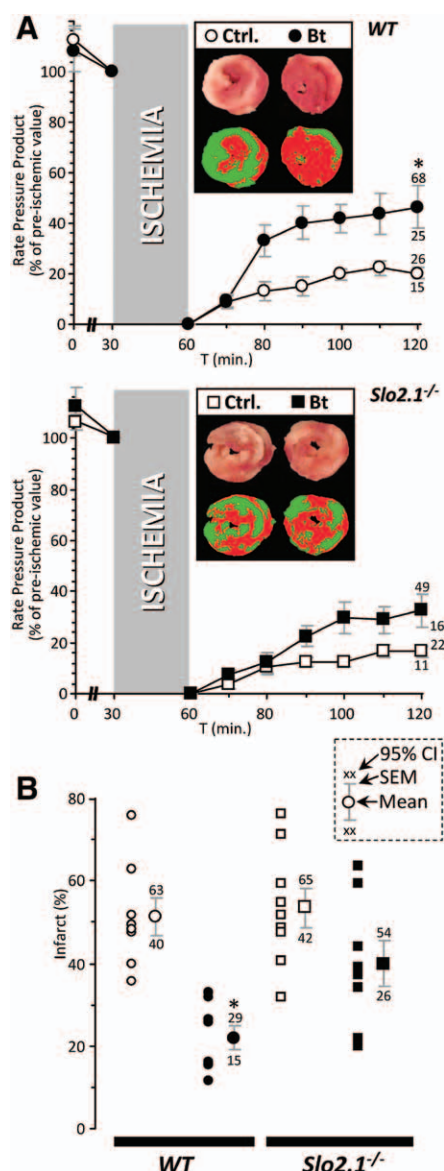 A
Ctrl. Bt
WT
Rate Pressure Product
(% of pre-ischemic value)
100
80
60
40
20
0
ISCHEMIA
*
68
25
26
15
0 30 60 80 100 120
T (min.)
Slo2.1-/-
Ctrl. Bt
Rate Pressure Product
(% of pre-ischemic value)
100
80
60
40
20
0
ISCHEMIA
49
16
22
11
0 30 60 80 100 120
T (min.)
B
95% CI
xx
SEM
Mean
xx
Infarct (%)
80
60
40
20
0
63
40
*
29
15
65
42
54
26
WT Slo2.1-/-